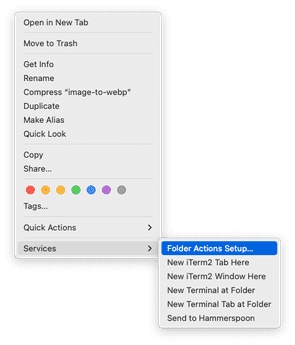 Open in New Tab
Move to Trash
Get Info
Rename
Compress “image-to-webp”
Duplicate
Make Alias
Quick Look
Copy
Share...
Tags...
Quick Actions
Services
Folder Actions Setup...
New iTerm2 Tab Here
New iTerm2 Window Here
New Terminal at Folder
New Terminal Tab at Folder
Send to Hammerspoon